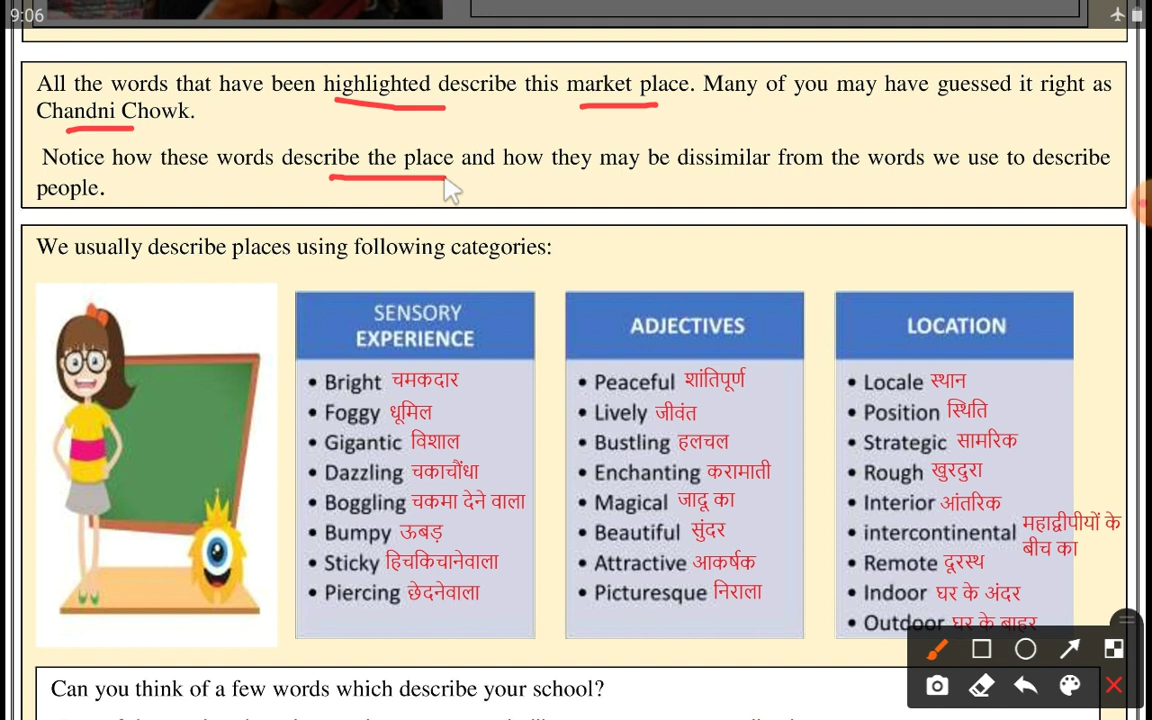 9:06
All the words that have been highlighted describe this market place. Many of you may have guessed it right as
Chandni Chowk.
Notice how these words describe the place and how they may be dissimilar from the words we use to describe
people.
We usually describe places using following categories:
SENSORY
EXPERIENCE
• Bright चमकदार
• Foggy धूमिल
• Gigantic विशाल
• Dazzling चकाचौंधा
• Boggling चकमा देने वाला
• Bumpy ऊबड़
• Sticky हिचकिचानेवाला
• Piercing छेदनेवाला
ADJECTIVES
• Peaceful शांतिपूर्ण
• Lively जीवंत
• Bustling हलचल
• Enchanting करामाती
• Magical जादू का
• Beautiful सुंदर
• Attractive आकर्षक
• Picturesque निराला
LOCATION
• Locale स्थान
• Position स्थिति
• Strategic सामरिक
• Rough खुरदुरा
• Interior आंतरिक
• intercontinental महाद्वीपीयों के
बीच का
• Remote दूरस्थ
• Indoor घर के अंदर
• Outdoor घर के बाहर
Can you think of a few words which describe your school?